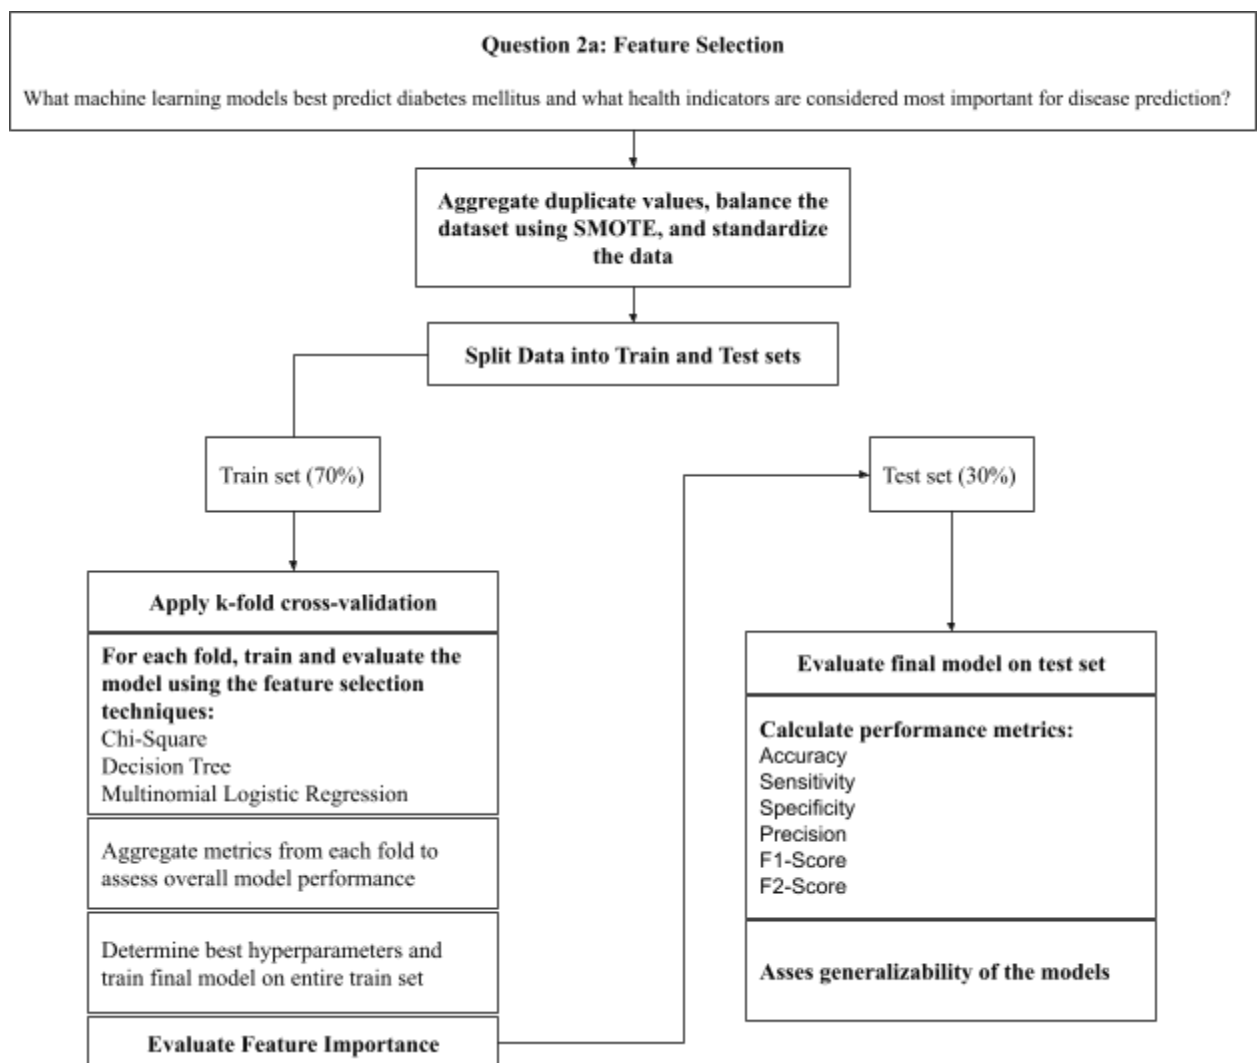 Question 2a: Feature Selection
What machine learning models best predict diabetes mellitus and what health indicators are considered most important for disease prediction?
Aggregate duplicate values, balance the
dataset using SMOTE, and standardize
the data
Split Data into Train and Test sets
Train set (70%)
Test set (30%)
Apply k-fold cross-validation
For each fold, train and evaluate the
model using the feature selection
techniques:
Chi-Square
Decision Tree
Multinomial Logistic Regression
Aggregate metrics from each fold to
assess overall model performance
Determine best hyperparameters and
train final model on entire train set
Evaluate Feature Importance
Evaluate final model on test set
Calculate performance metrics:
Accuracy
Sensitivity
Specificity
Precision
F1-Score
F2-Score
Asses generalizability of the models